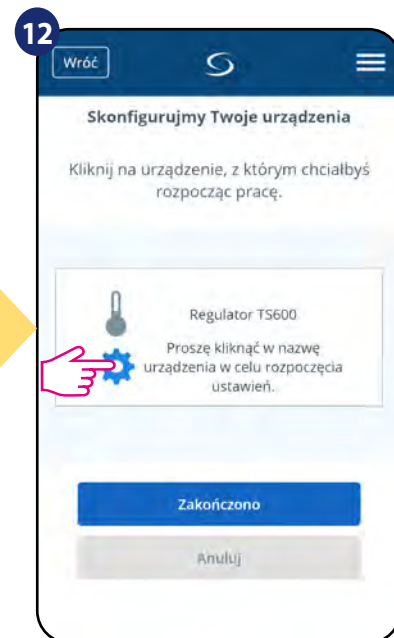 12
Wróć
Skonfigurujmy Twoje urządzenia
Kliknij na urządzenie, z którym chciałbyś
rozpocząc pracę.
Regulator TS600
Proszę kliknąć w nazwę
urządzenia w celu rozpoczęcia
ustawień.
Zakończono
Anuluj